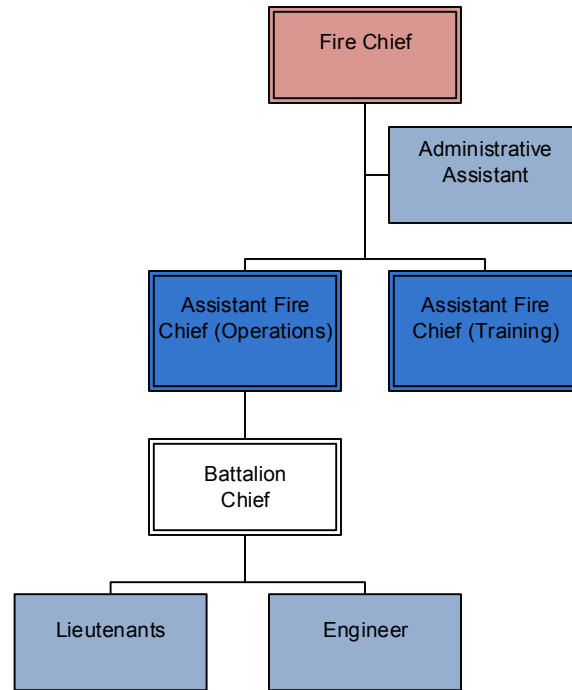 Fire Chief
Administrative
Assistant
Assistant Fire
Chief (Operations)
Assistant Fire
Chief (Training)
Battalion
Chief
Lieutenants
Engineer